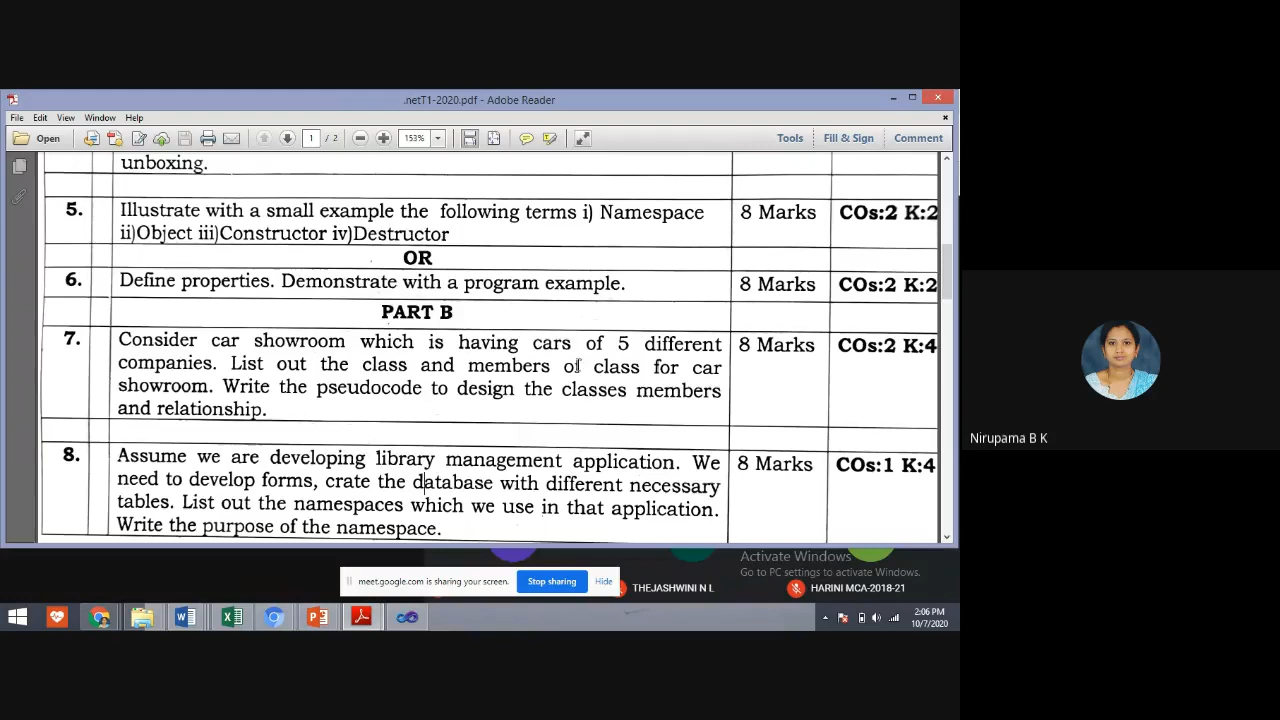 .netT1-2020.pdf - Adobe Reader
File Edit View Window Help
Open 1 / 2 153% Tools Fill & Sign Comment
unboxing.
5. Illustrate with a small example the following terms i) Namespace 8 Marks COs:2 K:2
ii)Object iii)Constructor iv)Destructor
OR
6. Define properties. Demonstrate with a program example. 8 Marks COs:2 K:2
PART B
7. Consider car showroom which is having cars of 5 different 8 Marks COs:2 K:4
companies. List out the class and members of class for car
showroom. Write the pseudocode to design the classes members
and relationship.
8. Assume we are developing library management application. We 8 Marks COs:1 K:4
need to develop forms, crate the database with different necessary
tables. List out the namespaces which we use in that application.
Write the purpose of the namespace.
Nirupama B K
Activate Windows
Go to PC settings to activate Windows.
meet.google.com is sharing your screen. Stop sharing Hide
THEJASHWINI N L HARINI MCA-2018-21
2:06 PM
10/7/2020